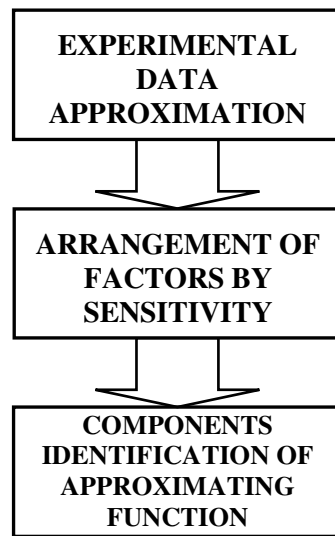 EXPERIMENTAL
DATA
APPROXIMATION
ARRANGEMENT OF
FACTORS BY
SENSITIVITY
COMPONENTS
IDENTIFICATION OF
APPROXIMATING
FUNCTION